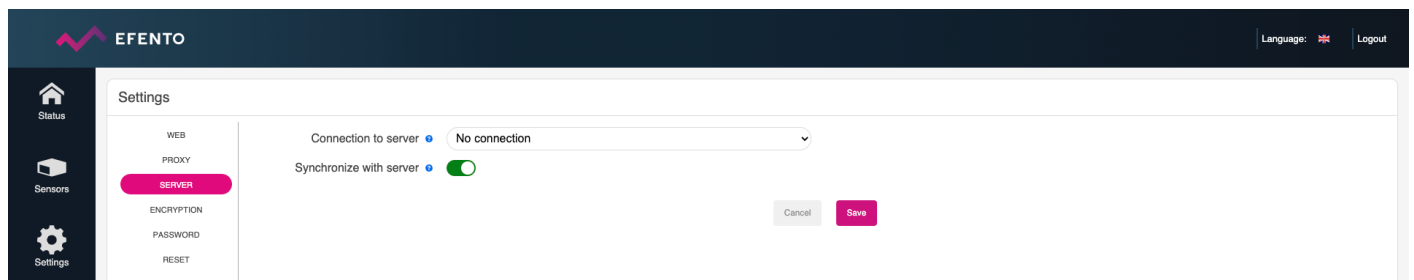 EFENTO
Language:
Logout
Status
Sensors
Settings
Settings
WEB
PROXY
SERVER
ENCRYPTION
PASSWORD
RESET
Connection to server ? No connection
Synchronize with server ?
Cancel Save